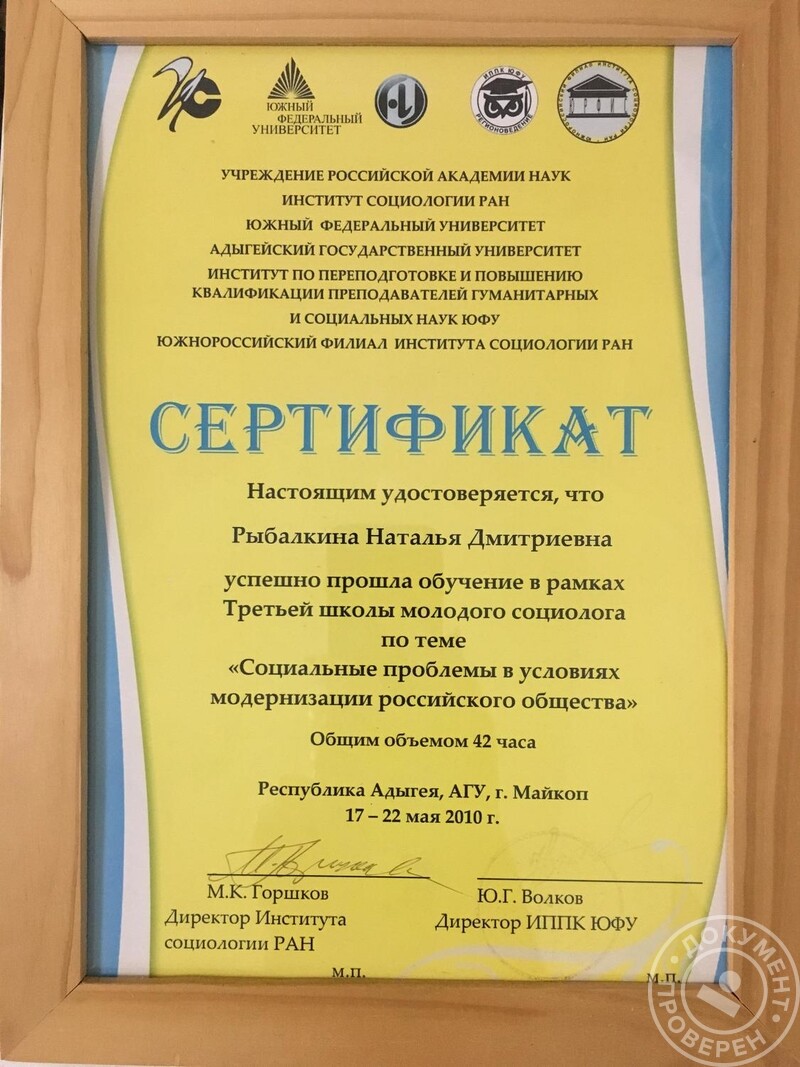 ЮЖНЫЙ
ФЕДЕРАЛЬНЫЙ
УНИВЕРСИТЕТ
ИППК ЮФУ
РЕГИОНОВЕДЕНИЕ
УЧРЕЖДЕНИЕ РОССИЙСКОЙ АКАДЕМИИ НАУК
ИНСТИТУТ СОЦИОЛОГИИ РАН
ЮЖНЫЙ ФЕДЕРАЛЬНЫЙ УНИВЕРСИТЕТ
АДЫГЕЙСКИЙ ГОСУДАРСТВЕННЫЙ УНИВЕРСИТЕТ
ИНСТИТУТ ПО ПЕРЕПОДГОТОВКЕ И ПОВЫШЕНИЮ
КВАЛИФИКАЦИИ ПРЕПОДАВАТЕЛЕЙ ГУМАНИТАРНЫХ
И СОЦИАЛЬНЫХ НАУК ЮФУ
ЮЖНОРОССИЙСКИЙ ФИЛИАЛ ИНСТИТУТА СОЦИОЛОГИИ РАН
СЕРТИФИКАТ
Настоящим удостоверяется, что
Рыбалкина Наталья Дмитриевна
успешно прошла обучение в рамках
Третьей школы молодого социолога
по теме
«Социальные проблемы в условиях
модернизации российского общества»
Общим объемом 42 часа
Республика Адыгея, АГУ, г. Майкоп
17 – 22 мая 2010 г.
М.К. Горшков
Директор Института
социологии РАН
Ю.Г. Волков
Директор ИППК ЮФУ
м.п.
м.п.
ДОКУМЕНТ
ПРОВЕРЕН